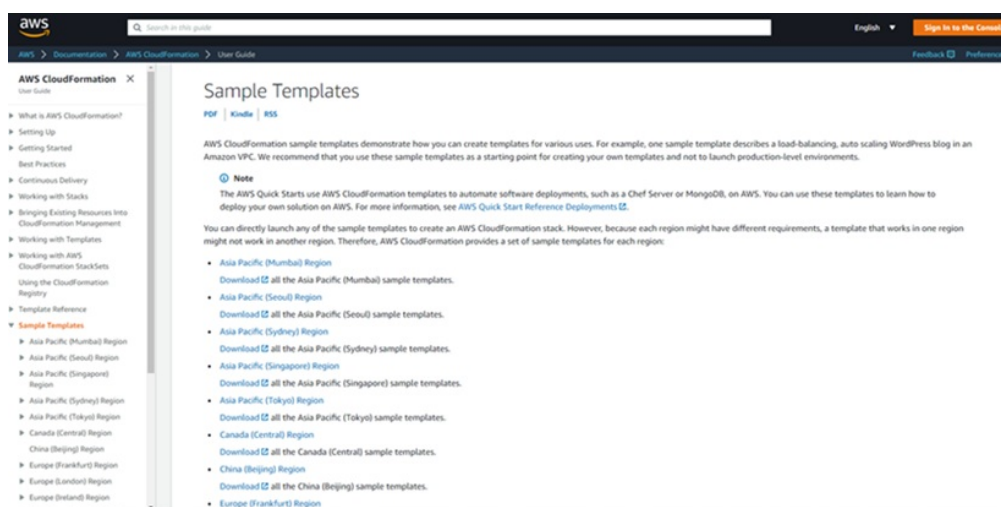 aws
Search in this guide
English
Sign In to the Consol
AWS > Documentation > AWS CloudFormation > User Guide
Feedback
Preference
AWS CloudFormation ×
User Guide
What is AWS CloudFormation?
Setting Up
Getting Started
Best Practices
Continuous Delivery
Working with Stacks
Bringing Existing Resources Into
CloudFormation Management
Working with Templates
Working with AWS
CloudFormation StackSets
Using the CloudFormation
Registry
Template Reference
Sample Templates
Asia Pacific (Mumbai) Region
Asia Pacific (Seoul) Region
Asia Pacific (Singapore)
Region
Asia Pacific (Sydney) Region
Asia Pacific (Tokyo) Region
Canada (Central) Region
China (Beijing) Region
Europe (Frankfurt) Region
Europe (London) Region
Europe (Ireland) Region
Sample Templates
PDF | Kindle | RSS
AWS CloudFormation sample templates demonstrate how you can create templates for various uses. For example, one sample template describes a load-balancing, auto scaling WordPress blog in an
Amazon VPC. We recommend that you use these sample templates as a starting point for creating your own templates and not to launch production-level environments.
Note
The AWS Quick Starts use AWS CloudFormation templates to automate software deployments, such as a Chef Server or MongoDB, on AWS. You can use these templates to learn how to
deploy your own solution on AWS. For more information, see AWS Quick Start Reference Deployments.
You can directly launch any of the sample templates to create an AWS CloudFormation stack. However, because each region might have different requirements, a template that works in one region
might not work in another region. Therefore, AWS CloudFormation provides a set of sample templates for each region:
• Asia Pacific (Mumbai) Region
Download all the Asia Pacific (Mumbai) sample templates.
• Asia Pacific (Seoul) Region
Download all the Asia Pacific (Seoul) sample templates.
• Asia Pacific (Sydney) Region
Download all the Asia Pacific (Sydney) sample templates.
• Asia Pacific (Singapore) Region
Download all the Asia Pacific (Singapore) sample templates.
• Asia Pacific (Tokyo) Region
Download all the Asia Pacific (Tokyo) sample templates.
• Canada (Central) Region
Download all the Canada (Central) sample templates.
• China (Beijing) Region
Download all the China (Beijing) sample templates.
• Europe (Frankfurt) Region